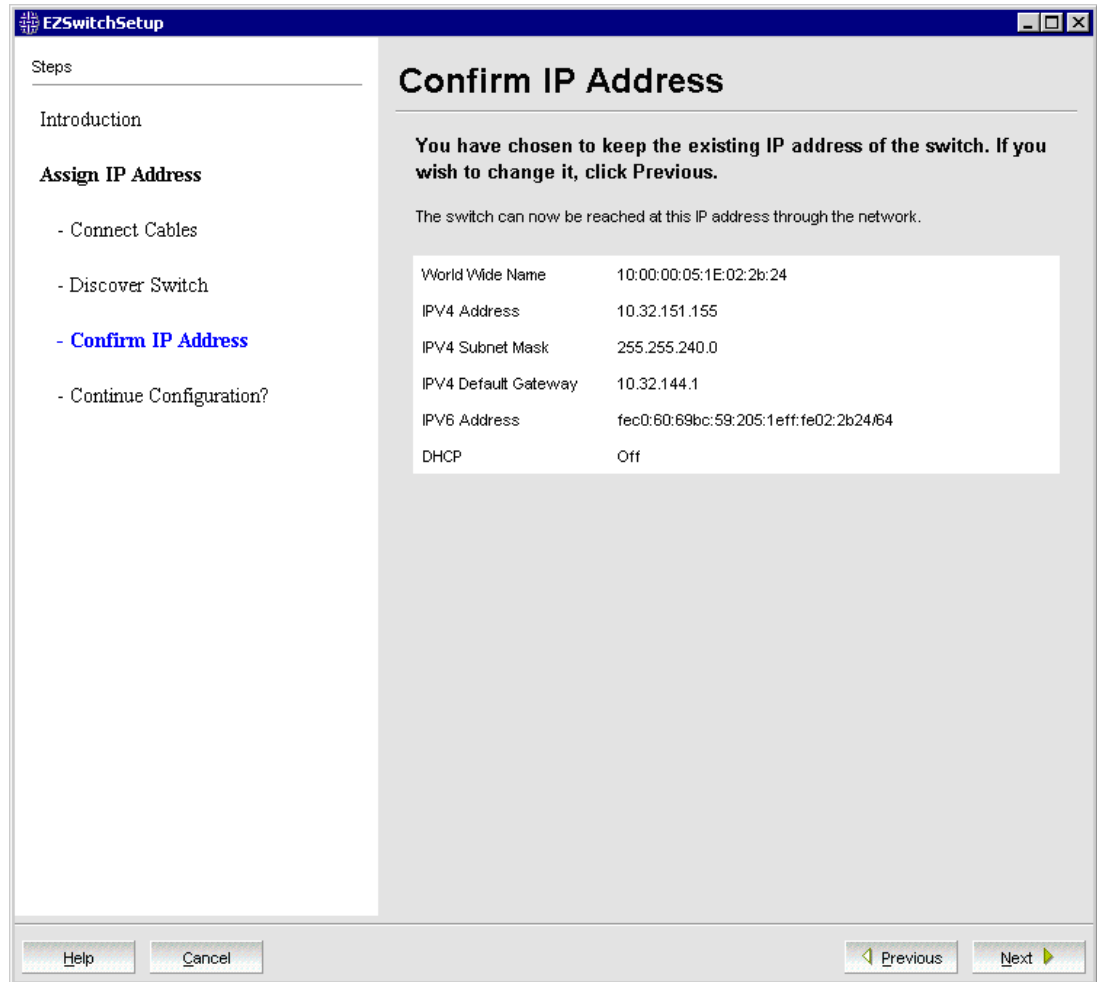 EZSwitchSetup
Steps
Introduction
Assign IP Address
- Connect Cables
- Discover Switch
- Confirm IP Address
- Continue Configuration?
Confirm IP Address
You have chosen to keep the existing IP address of the switch. If you
wish to change it, click Previous.
The switch can now be reached at this IP address through the network.
World Wide Name 10:00:00:05:1E:02:2b:24
IPV4 Address 10.32.151.155
IPV4 Subnet Mask 255.255.240.0
IPV4 Default Gateway 10.32.144.1
IPV6 Address fec0:60:69bc:59:205:1eff:fe02:2b24/64
DHCP Off
Help Cancel Previous Next